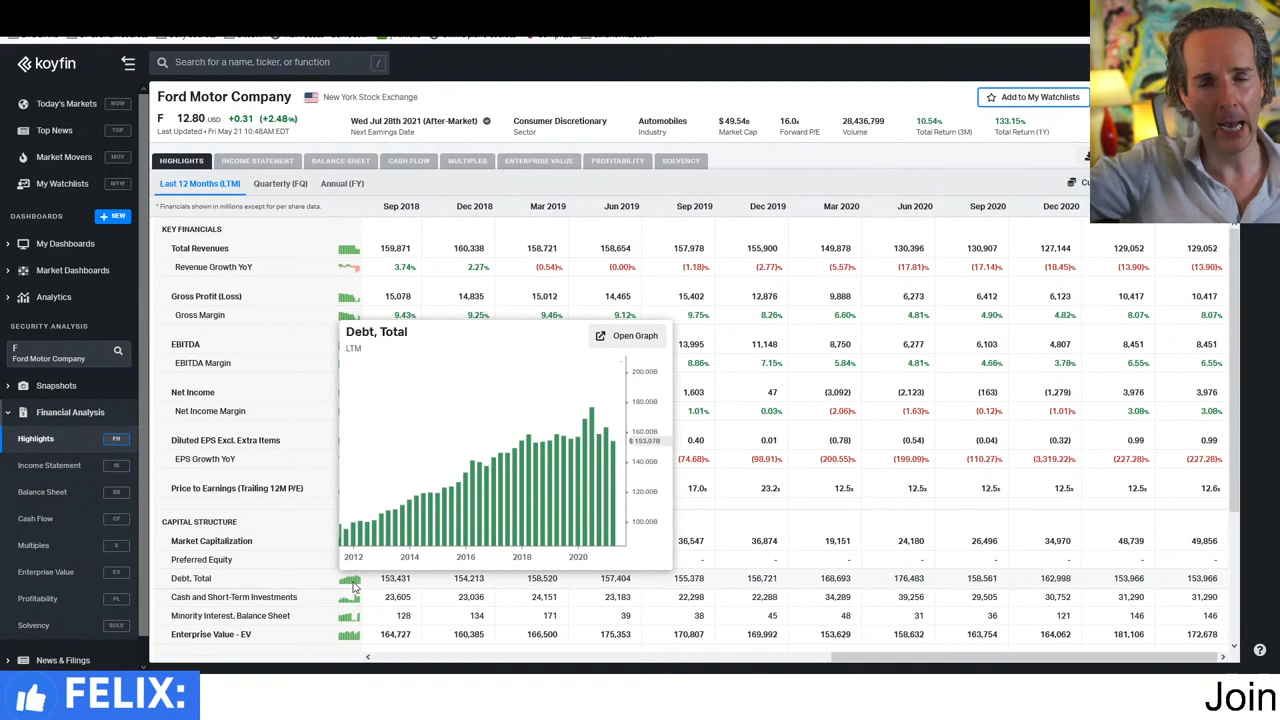 koyfin
Search for a name, ticker, or function
/
Ford Motor Company
New York Stock Exchange
Add to My Watchlists
F 12.80 USD +0.31 (+2.48%)
Last Updated • Fri May 21 10:48AM EDT
Wed Jul 28th 2021 (After-Market)
Next Earnings Date
Consumer Discretionary
Sector
Automobiles
Industry
$ 49.54B
Market Cap
16.0x
Forward P/E
28,436,799
Volume
10.54%
Total Return (3M)
133.15%
Total Return (1Y)
HIGHLIGHTS INCOME STATEMENT BALANCE SHEET CASH FLOW MULTIPLES ENTERPRISE VALUE PROFITABILITY SOLVENCY
Last 12 Months (LTM) Quarterly (FQ) Annual (FY)
Cu
* Financials shown in millions except for per share data.
Sep 2018 Dec 2018 Mar 2019 Jun 2019 Sep 2019 Dec 2019 Mar 2020 Jun 2020 Sep 2020 Dec 2020
KEY FINANCIALS
Total Revenues 159,871 160,338 158,721 158,654 157,978 155,900 149,878 130,396 130,907 127,144 129,052 129,052
Revenue Growth YoY 3.74% 2.27% (0.54)% (0.00)% (1.18)% (2.77)% (5.57)% (17.81)% (17.14)% (18.45)% (13.90)% (13.90)%
Gross Profit (Loss) 15,078 14,835 15,012 14,465 15,402 12,876 9,888 6,273 6,412 6,123 10,417 10,417
Gross Margin 9.43% 9.25% 9.46% 9.12% 9.75% 8.26% 6.60% 4.81% 4.90% 4.82% 8.07% 8.07%
EBITDA 13,995 11,148 8,750 6,277 6,103 4,807 8,451 8,451
EBITDA Margin 8.86% 7.15% 5.84% 4.81% 4.66% 3.78% 6.55% 6.55%
Net Income 1,603 47 (3,092) (2,123) (163) (1,279) 3,976 3,976
Net Income Margin 1.01% 0.03% (2.06)% (1.63)% (0.12)% (1.01)% 3.08% 3.08%
Diluted EPS Excl. Extra Items 0.40 0.01 (0.78) (0.54) (0.04) (0.32) 0.99 0.99
EPS Growth YoY (74.68)% (98.91)% (200.55)% (199.09)% (110.27)% (3,319.22)% (227.28)% (227.28)%
Price to Earnings (Trailing 12M P/E) 17.0x 23.2x 12.5x 12.5x 12.5x 12.5x 12.5x 12.6x
CAPITAL STRUCTURE
Market Capitalization 36,547 36,874 19,151 24,180 26,496 34,970 48,739 49,856
Preferred Equity - - - - - - - -
Debt, Total 153,431 154,213 158,520 157,404 155,378 156,721 168,693 176,483 158,561 162,998 153,966 153,966
Cash and Short-Term Investments 23,605 23,036 24,151 23,183 22,298 22,288 34,289 39,256 29,505 30,752 31,290 31,290
Minority Interest, Balance Sheet 128 134 171 39 38 45 48 31 36 121 146 146
Enterprise Value - EV 164,727 160,385 166,500 175,353 170,807 169,992 153,629 158,632 163,754 164,062 181,106 172,678
Debt, Total
LTM
Open Graph
200.00B
180.00B
160.00B
$ 153.07B
140.00B
120.00B
100.00B
2012 2014 2016 2018 2020
Today's Markets NOW
Top News TOP
Market Movers MOV
My Watchlists MYW
DASHBOARDS + NEW
My Dashboards
Market Dashboards
Analytics
SECURITY ANALYSIS
F
Ford Motor Company
Snapshots
Financial Analysis
Highlights FH
Income Statement IS
Balance Sheet BS
Cash Flow CF
Multiples X
Enterprise Value EV
Profitability PL
Solvency SOLV
News & Filings
FELIX:
Join